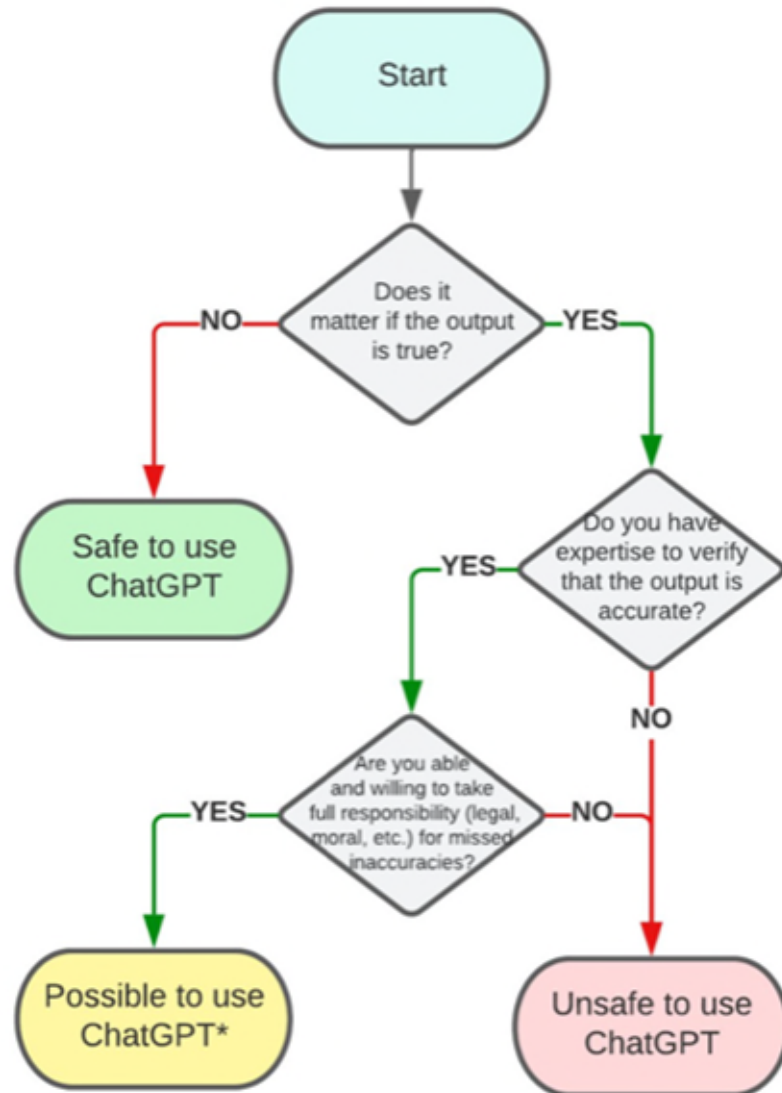 Start
Does it
matter if the output
is true?
NO
YES
Safe to use
ChatGPT
Do you have
expertise to verify
that the output is
accurate?
YES
NO
Are you able
and willing to take
full responsibility (legal,
moral, etc.) for missed
inaccuracies?
YES
NO
Possible to use
ChatGPT*
Unsafe to use
ChatGPT